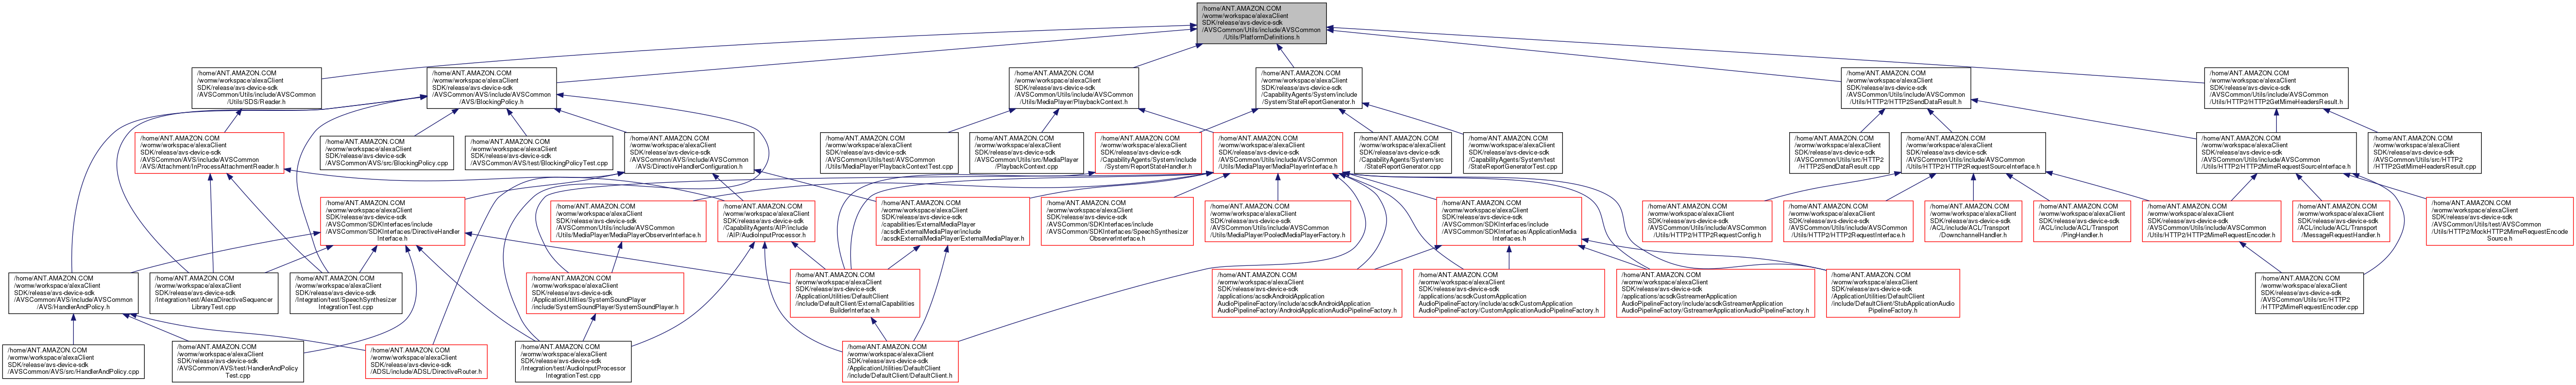 /home/ANT.AMAZON.COM
/womw/workspace/alexaClient
SDK/release/avs-device-sdk
/AVSCommon/Utils/include/AVSCommon
/Utils/PlatformDefinitions.h
/home/ANT.AMAZON.COM
/womw/workspace/alexaClient
SDK/release/avs-device-sdk
/AVSCommon/Utils/include/AVSCommon
/Utils/SDS/Reader.h
/home/ANT.AMAZON.COM
/womw/workspace/alexaClient
SDK/release/avs-device-sdk
/AVSCommon/AVS/include/AVSCommon
/AVS/BlockingPolicy.h
/home/ANT.AMAZON.COM
/womw/workspace/alexaClient
SDK/release/avs-device-sdk
/AVSCommon/Utils/include/AVSCommon
/Utils/MediaPlayer/PlaybackContext.h
/home/ANT.AMAZON.COM
/womw/workspace/alexaClient
SDK/release/avs-device-sdk
/CapabilityAgents/System/include
/System/StateReportGenerator.h
/home/ANT.AMAZON.COM
/womw/workspace/alexaClient
SDK/release/avs-device-sdk
/AVSCommon/Utils/include/AVSCommon
/Utils/HTTP2/HTTP2SendDataResult.h
/home/ANT.AMAZON.COM
/womw/workspace/alexaClient
SDK/release/avs-device-sdk
/AVSCommon/Utils/include/AVSCommon
/Utils/HTTP2/HTTP2GetMimeHeadersResult.h
/home/ANT.AMAZON.COM
/womw/workspace/alexaClient
SDK/release/avs-device-sdk
/AVSCommon/AVS/include/AVSCommon
/AVS/Attachment/InProcessAttachmentReader.h
/home/ANT.AMAZON.COM
/womw/workspace/alexaClient
SDK/release/avs-device-sdk
/AVSCommon/AVS/src/BlockingPolicy.cpp
/home/ANT.AMAZON.COM
/womw/workspace/alexaClient
SDK/release/avs-device-sdk
/AVSCommon/AVS/test/BlockingPolicyTest.cpp
/home/ANT.AMAZON.COM
/womw/workspace/alexaClient
SDK/release/avs-device-sdk
/AVSCommon/AVS/include/AVSCommon
/AVS/DirectiveHandlerConfiguration.h
/home/ANT.AMAZON.COM
/womw/workspace/alexaClient
SDK/release/avs-device-sdk
/AVSCommon/Utils/test/AVSCommon
/Utils/MediaPlayer/PlaybackContextTest.cpp
/home/ANT.AMAZON.COM
/womw/workspace/alexaClient
SDK/release/avs-device-sdk
/AVSCommon/Utils/src/MediaPlayer
/PlaybackContext.cpp
/home/ANT.AMAZON.COM
/womw/workspace/alexaClient
SDK/release/avs-device-sdk
/CapabilityAgents/System/include
/System/ReportStateHandler.h
/home/ANT.AMAZON.COM
/womw/workspace/alexaClient
SDK/release/avs-device-sdk
/AVSCommon/Utils/include/AVSCommon
/Utils/MediaPlayer/MediaPlayerInterface.h
/home/ANT.AMAZON.COM
/womw/workspace/alexaClient
SDK/release/avs-device-sdk
/CapabilityAgents/System/src
/StateReportGenerator.cpp
/home/ANT.AMAZON.COM
/womw/workspace/alexaClient
SDK/release/avs-device-sdk
/CapabilityAgents/System/test
/StateReportGeneratorTest.cpp
/home/ANT.AMAZON.COM
/womw/workspace/alexaClient
SDK/release/avs-device-sdk
/AVSCommon/Utils/src/HTTP2
/HTTP2SendDataResult.cpp
/home/ANT.AMAZON.COM
/womw/workspace/alexaClient
SDK/release/avs-device-sdk
/AVSCommon/Utils/include/AVSCommon
/Utils/HTTP2/HTTP2RequestSourceInterface.h
/home/ANT.AMAZON.COM
/womw/workspace/alexaClient
SDK/release/avs-device-sdk
/AVSCommon/Utils/include/AVSCommon
/Utils/HTTP2/HTTP2MimeRequestSourceInterface.h
/home/ANT.AMAZON.COM
/womw/workspace/alexaClient
SDK/release/avs-device-sdk
/AVSCommon/Utils/src/HTTP2
/HTTP2GetMimeHeadersResult.cpp
/home/ANT.AMAZON.COM
/womw/workspace/alexaClient
SDK/release/avs-device-sdk
/AVSCommon/SDKInterfaces/include
/AVSCommon/SDKInterfaces/DirectiveHandler
Interface.h
/home/ANT.AMAZON.COM
/womw/workspace/alexaClient
SDK/release/avs-device-sdk
/AVSCommon/Utils/include/AVSCommon
/Utils/MediaPlayer/MediaPlayerObserverInterface.h
/home/ANT.AMAZON.COM
/womw/workspace/alexaClient
SDK/release/avs-device-sdk
/CapabilityAgents/AIP/include
/AIP/AudioInputProcessor.h
/home/ANT.AMAZON.COM
/womw/workspace/alexaClient
SDK/release/avs-device-sdk
/capabilities/ExternalMediaPlayer
/acsdkExternalMediaPlayer/include
/acsdkExternalMediaPlayer/ExternalMediaPlayer.h
/home/ANT.AMAZON.COM
/womw/workspace/alexaClient
SDK/release/avs-device-sdk
/AVSCommon/SDKInterfaces/include
/AVSCommon/SDKInterfaces/SpeechSynthesizer
ObserverInterface.h
/home/ANT.AMAZON.COM
/womw/workspace/alexaClient
SDK/release/avs-device-sdk
/AVSCommon/Utils/include/AVSCommon
/Utils/MediaPlayer/PooledMediaPlayerFactory.h
/home/ANT.AMAZON.COM
/womw/workspace/alexaClient
SDK/release/avs-device-sdk
/AVSCommon/SDKInterfaces/include
/AVSCommon/SDKInterfaces/ApplicationMedia
Interfaces.h
/home/ANT.AMAZON.COM
/womw/workspace/alexaClient
SDK/release/avs-device-sdk
/AVSCommon/Utils/include/AVSCommon
/Utils/HTTP2/HTTP2RequestConfig.h
/home/ANT.AMAZON.COM
/womw/workspace/alexaClient
SDK/release/avs-device-sdk
/AVSCommon/Utils/include/AVSCommon
/Utils/HTTP2/HTTP2RequestInterface.h
/home/ANT.AMAZON.COM
/womw/workspace/alexaClient
SDK/release/avs-device-sdk
/ACL/include/ACL/Transport
/DownchannelHandler.h
/home/ANT.AMAZON.COM
/womw/workspace/alexaClient
SDK/release/avs-device-sdk
/ACL/include/ACL/Transport
/PingHandler.h
/home/ANT.AMAZON.COM
/womw/workspace/alexaClient
SDK/release/avs-device-sdk
/AVSCommon/Utils/include/AVSCommon
/Utils/HTTP2/HTTP2MimeRequestEncoder.h
/home/ANT.AMAZON.COM
/womw/workspace/alexaClient
SDK/release/avs-device-sdk
/ACL/include/ACL/Transport
/MessageRequestHandler.h
/home/ANT.AMAZON.COM
/womw/workspace/alexaClient
SDK/release/avs-device-sdk
/AVSCommon/Utils/test/AVSCommon
/Utils/HTTP2/MockHTTP2MimeRequestEncode
Source.h
/home/ANT.AMAZON.COM
/womw/workspace/alexaClient
SDK/release/avs-device-sdk
/AVSCommon/AVS/include/AVSCommon
/AVS/HandlerAndPolicy.h
/home/ANT.AMAZON.COM
/womw/workspace/alexaClient
SDK/release/avs-device-sdk
/Integration/test/AlexaDirectiveSequencer
LibraryTest.cpp
/home/ANT.AMAZON.COM
/womw/workspace/alexaClient
SDK/release/avs-device-sdk
/Integration/test/SpeechSynthesizer
IntegrationTest.cpp
/home/ANT.AMAZON.COM
/womw/workspace/alexaClient
SDK/release/avs-device-sdk
/ApplicationUtilities/SystemSoundPlayer
/include/SystemSoundPlayer/SystemSoundPlayer.h
/home/ANT.AMAZON.COM
/womw/workspace/alexaClient
SDK/release/avs-device-sdk
/ApplicationUtilities/DefaultClient
/include/DefaultClient/ExternalCapabilities
BuilderInterface.h
/home/ANT.AMAZON.COM
/womw/workspace/alexaClient
SDK/release/avs-device-sdk
/applications/acsdkAndroidApplication
AudioPipelineFactory/include/acsdkAndroidApplication
AudioPipelineFactory/AndroidApplicationAudioPipelineFactory.h
/home/ANT.AMAZON.COM
/womw/workspace/alexaClient
SDK/release/avs-device-sdk
/applications/acsdkCustomApplication
AudioPipelineFactory/include/acsdkCustomApplication
AudioPipelineFactory/CustomApplicationAudioPipelineFactory.h
/home/ANT.AMAZON.COM
/womw/workspace/alexaClient
SDK/release/avs-device-sdk
/applications/acsdkGstreamerApplication
AudioPipelineFactory/include/acsdkGstreamerApplication
AudioPipelineFactory/GstreamerApplicationAudioPipelineFactory.h
/home/ANT.AMAZON.COM
/womw/workspace/alexaClient
SDK/release/avs-device-sdk
/ApplicationUtilities/DefaultClient
/include/DefaultClient/StubApplicationAudio
PipelineFactory.h
/home/ANT.AMAZON.COM
/womw/workspace/alexaClient
SDK/release/avs-device-sdk
/AVSCommon/Utils/src/HTTP2
/HTTP2MimeRequestEncoder.cpp
/home/ANT.AMAZON.COM
/womw/workspace/alexaClient
SDK/release/avs-device-sdk
/AVSCommon/AVS/src/HandlerAndPolicy.cpp
/home/ANT.AMAZON.COM
/womw/workspace/alexaClient
SDK/release/avs-device-sdk
/AVSCommon/AVS/test/HandlerAndPolicy
Test.cpp
/home/ANT.AMAZON.COM
/womw/workspace/alexaClient
SDK/release/avs-device-sdk
/ADSL/include/ADSL/DirectiveRouter.h
/home/ANT.AMAZON.COM
/womw/workspace/alexaClient
SDK/release/avs-device-sdk
/Integration/test/AudioInputProcessor
IntegrationTest.cpp
/home/ANT.AMAZON.COM
/womw/workspace/alexaClient
SDK/release/avs-device-sdk
/ApplicationUtilities/DefaultClient
/include/DefaultClient/DefaultClient.h